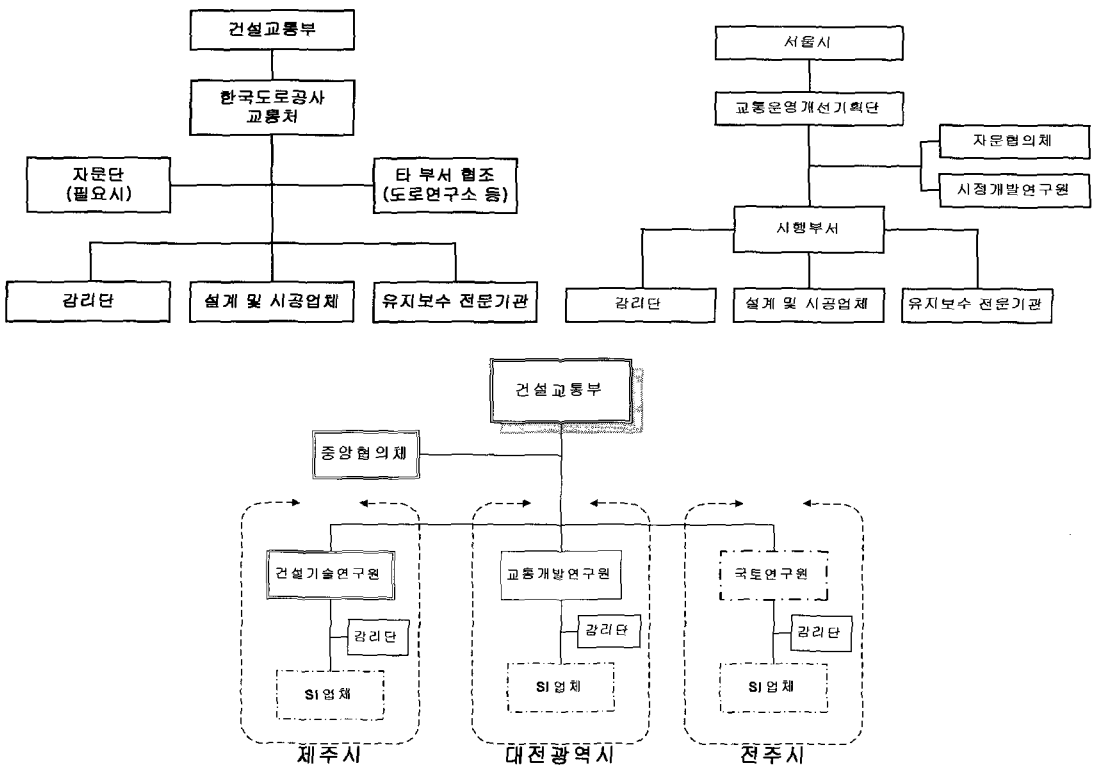 건설교통부
한국도로공사
교통처
자문단
(필요시)
타 부서 협조
(도로연구소 등)
감리단
설계 및 시공업체
유지보수 전문기관
서울시
교통운영개선기획단
자문협의체
시정개발연구원
시행부서
감리단
설계 및 시공업체
유지보수 전문기관
건설교통부
중앙협의체
건설기술연구원
교통개발연구원
국토연구원
감리단
감리단
감리단
SI업체
SI업체
SI업체
제주시
대전광역시
전주시